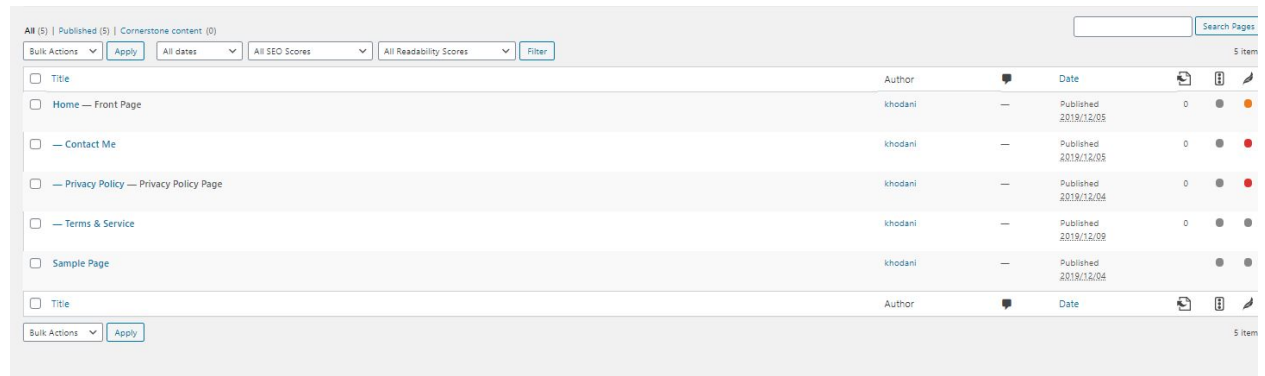 All (5) | Published (5) | Cornerstone content (0)
Search Pages
Bulk Actions Apply All dates All SEO Scores All Readability Scores Filter
5 item
Title Author Date
Home — Front Page khodani — Published 0
2019/12/05
— Contact Me khodani — Published 0
2019/12/05
— Privacy Policy — Privacy Policy Page khodani — Published 0
2019/12/04
— Terms & Service khodani — Published 0
2019/12/09
Sample Page khodani — Published
2019/12/04
Title Author Date
Bulk Actions Apply
5 item